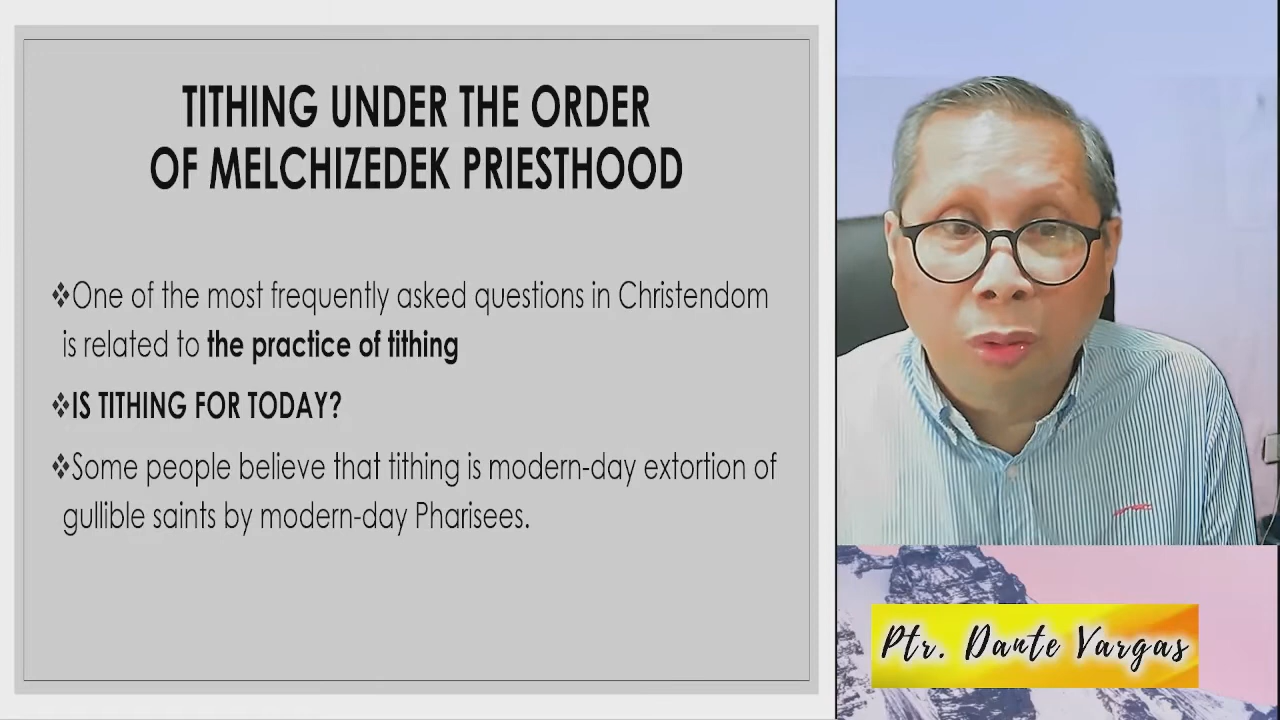 TITHING UNDER THE ORDER
OF MELCHIZEDEK PRIESTHOOD
❖One of the most frequently asked questions in Christendom
is related to the practice of tithing
❖IS TITHING FOR TODAY?
❖Some people believe that tithing is modern-day extortion of
gullible saints by modern-day Pharisees.
Ptr. Dante Vargas